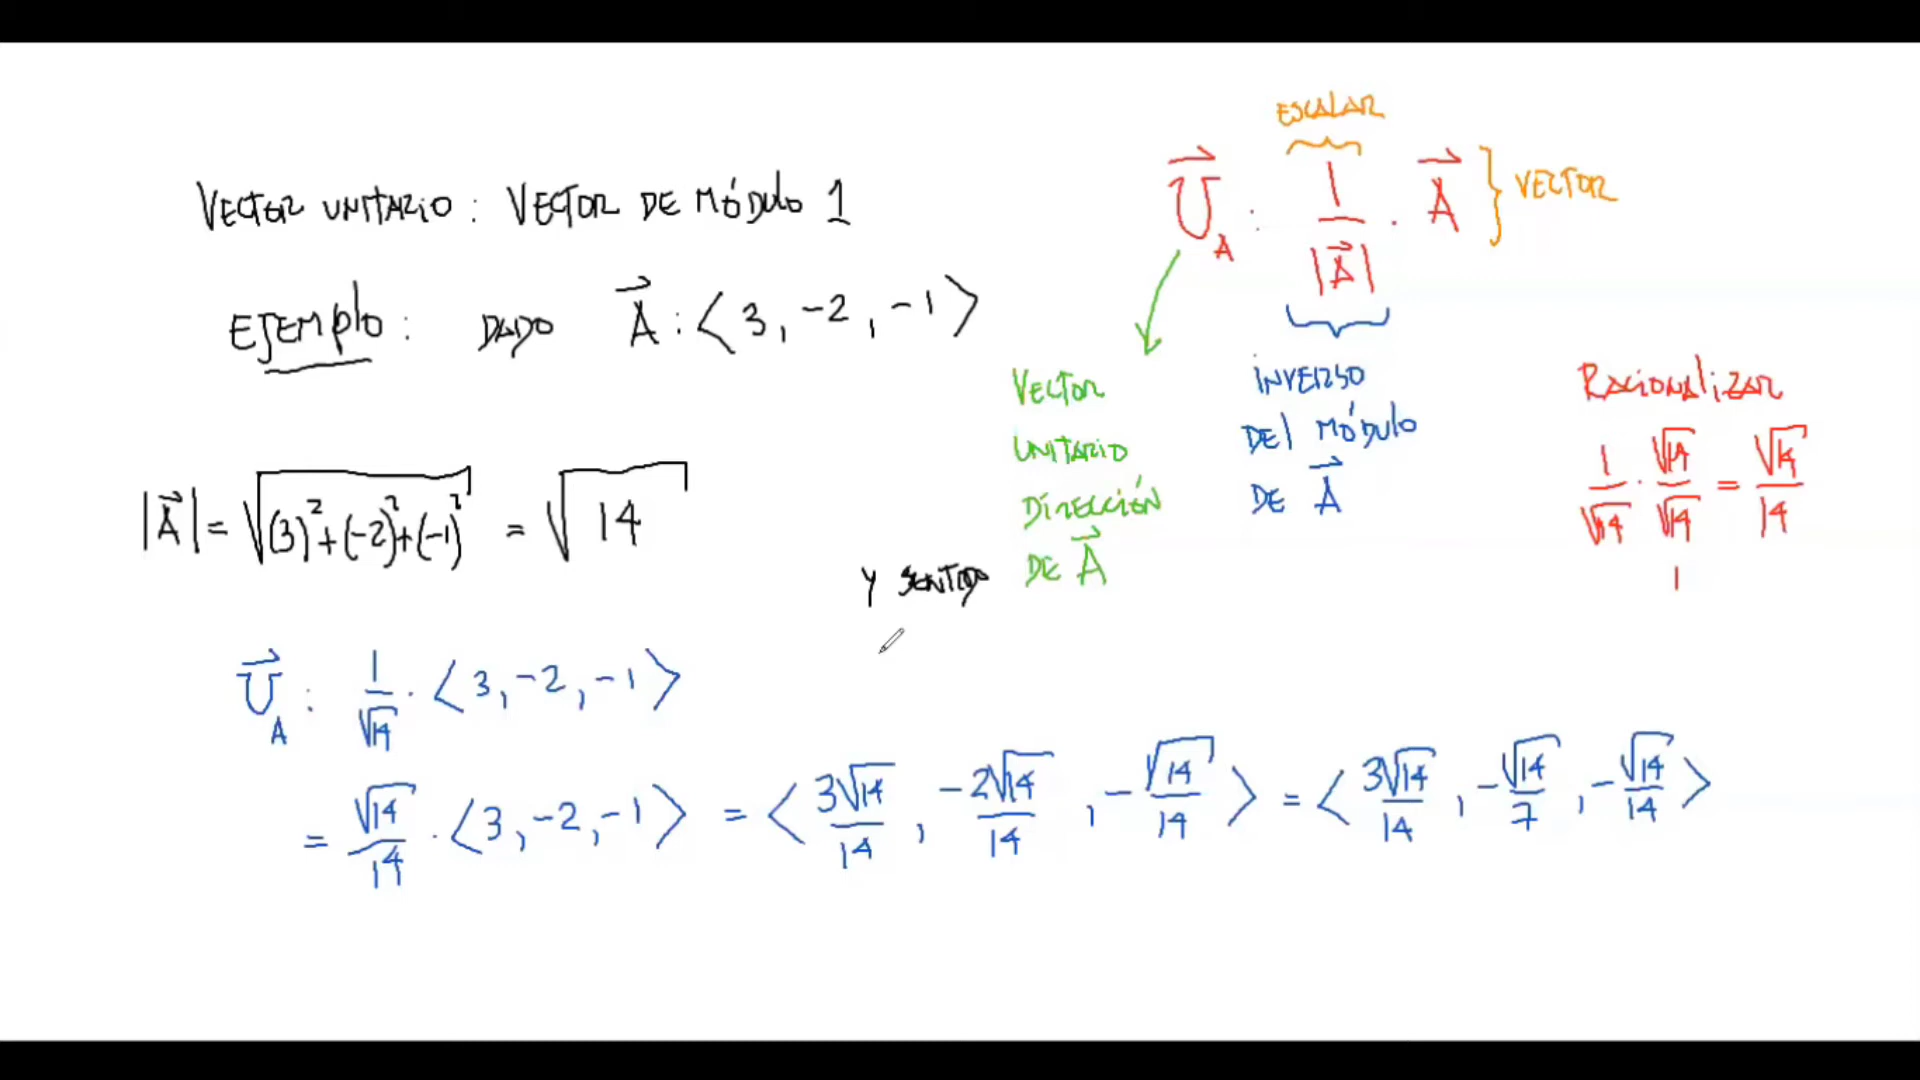 VECTOR UNITARIO : VECTOR DE MÓDULO 1
EJEMPLO : DADO A⃗ : ⟨ 3, -2, -1 ⟩
|A⃗| = √((3)² + (-2)² + (-1)²) = √14
U⃗_A : 1/√14 · ⟨ 3, -2, -1 ⟩
= √14/14 · ⟨ 3, -2, -1 ⟩ = ⟨ 3√14/14 , -2√14/14 , -√14/14 ⟩ = ⟨ 3√14/14 , -√14/7 , -√14/14 ⟩
ESCALAR
U⃗_A : 1/|A⃗| · A⃗ } VECTOR
VECTOR
UNITARIO
DIRECCIÓN
DE A⃗
Y SENTIDO
INVERSO
DEL MÓDULO
DE A⃗
RACIONALIZAR
1/√14 · √14/√14 = √14/14
1